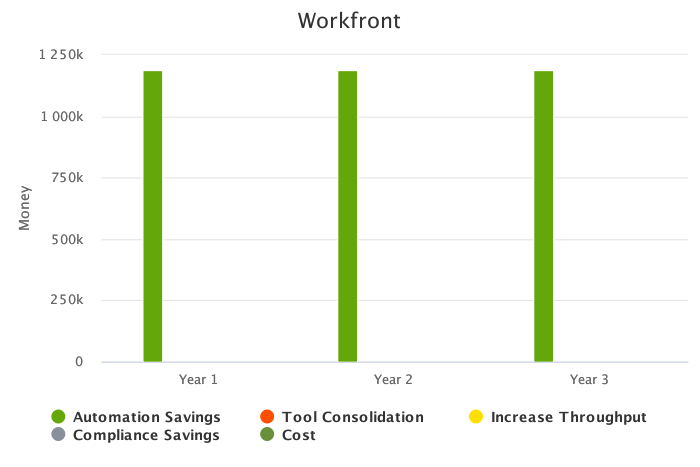 Workfront
1 250k
1 000k
750k
500k
250k
0
Money
Year 1 Year 2 Year 3
Automation Savings Tool Consolidation Increase Throughput
Compliance Savings Cost